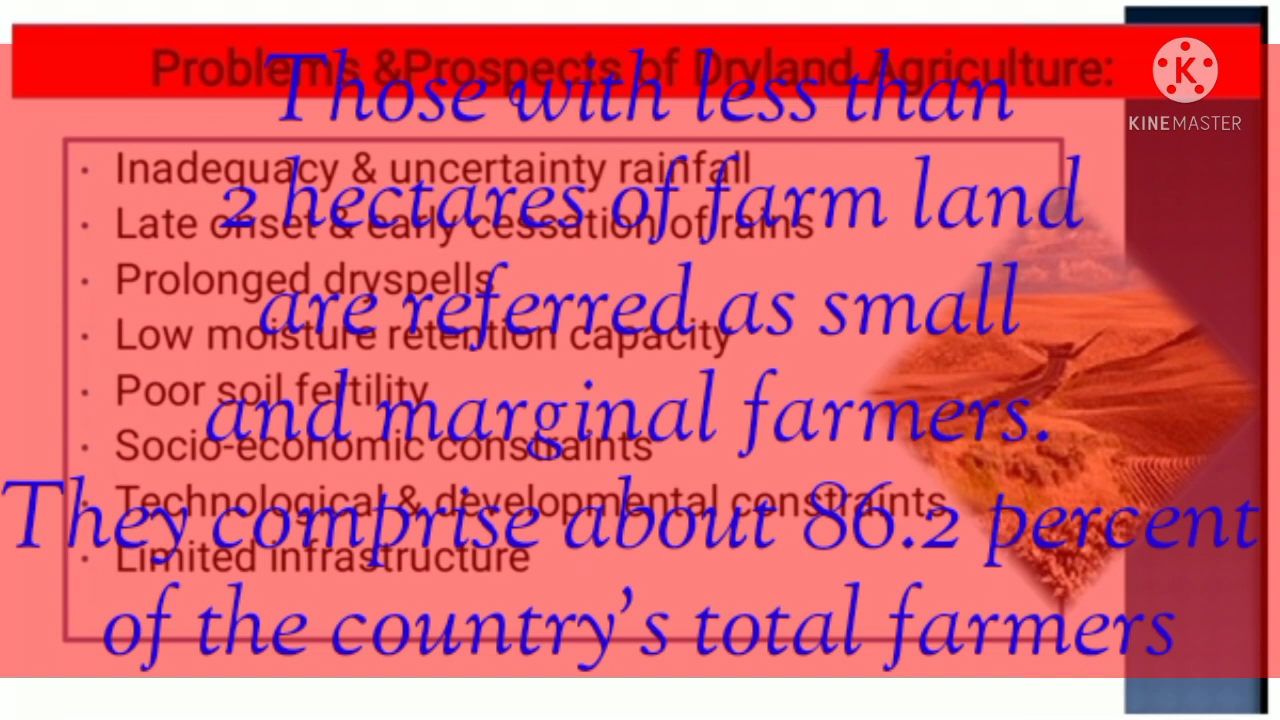 Problems &Prospects of Dryland Agriculture:
KINEMASTER
Inadequacy & uncertainty rainfall
Late onset & early cessation of rains
Prolonged dryspells
Low moisture retention capacity
Poor soil fertility
Socio-economic constraints
Technological & developmental constraints
Limited infrastructure
Those with less than
2 hectares of farm land
are referred as small
and marginal farmers.
They comprise about 86.2 percent
of the country's total farmers